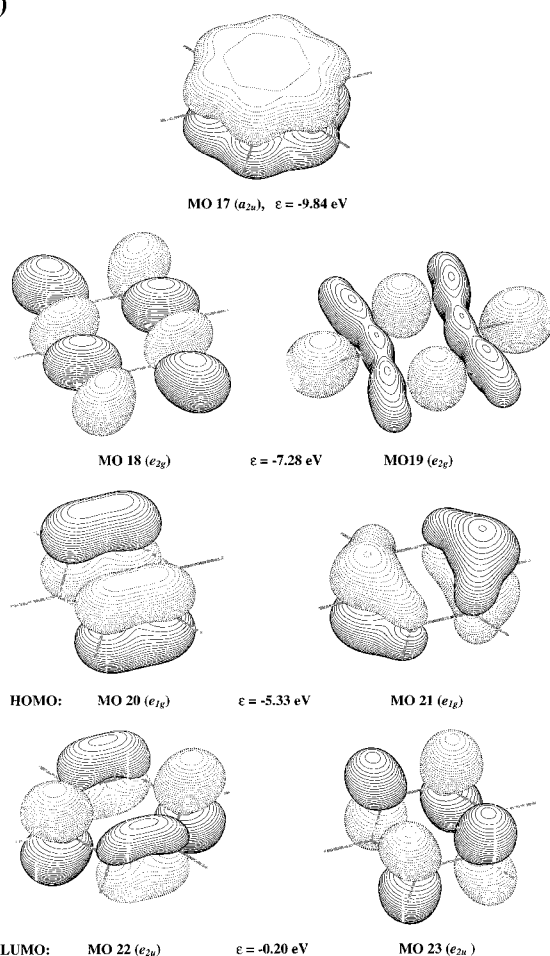 )
MO 17 (a2u), ε = -9.84 eV
MO 18 (e2g) ε = -7.28 eV MO19 (e2g)
HOMO: MO 20 (e1g) ε = -5.33 eV MO 21 (e1g)
LUMO: MO 22 (e2u) ε = -0.20 eV MO 23 (e2u )